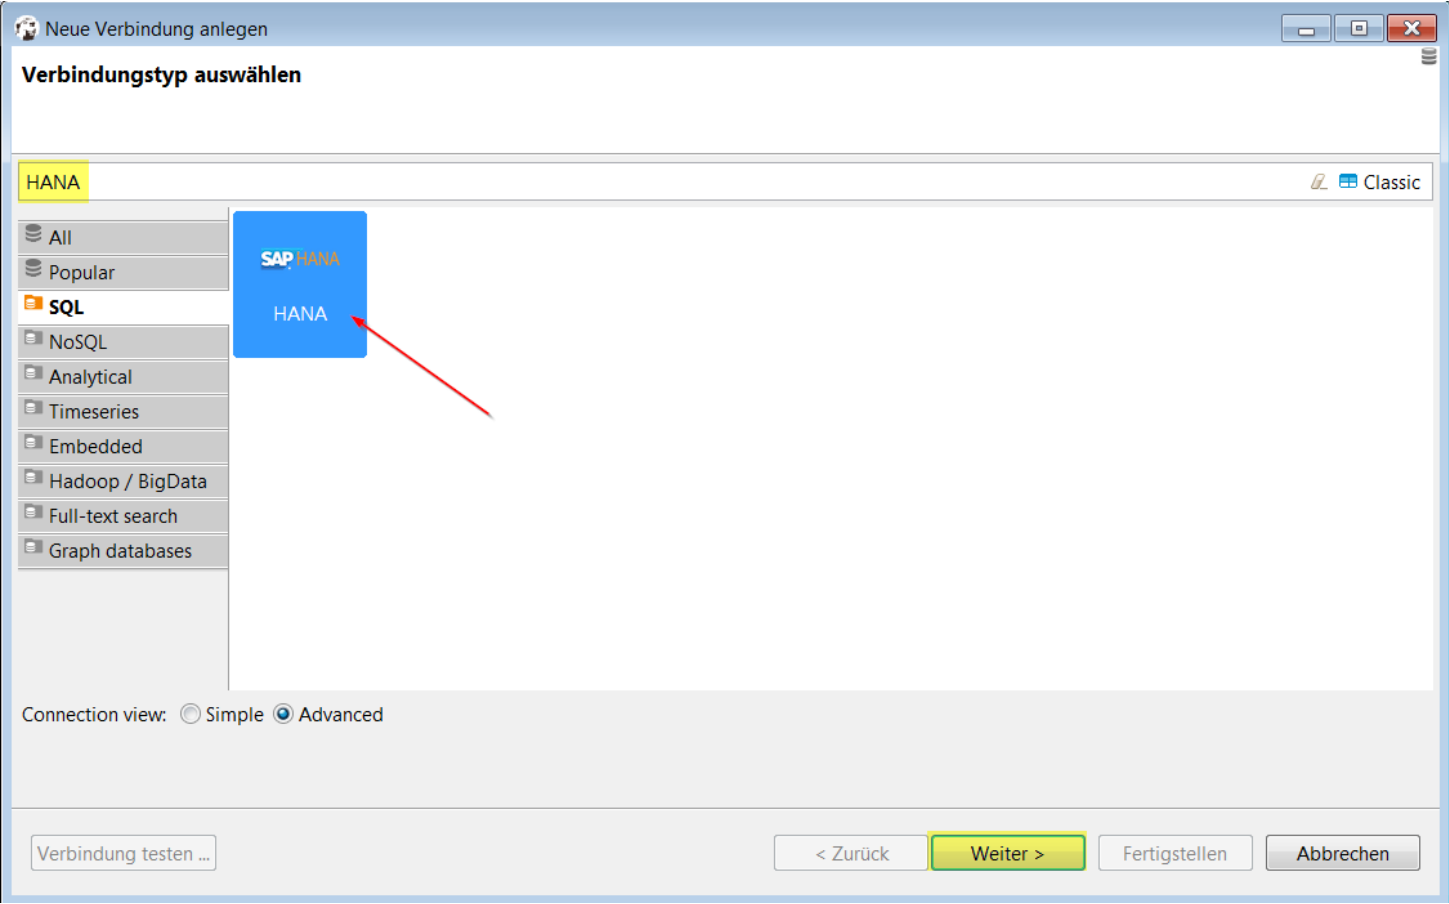 Neue Verbindung anlegen
Verbindungstyp auswählen
HANA
Classic
All
Popular
SQL
NoSQL
Analytical
Timeseries
Embedded
Hadoop / BigData
Full-text search
Graph databases
SAP HANA
HANA
Connection view: Simple Advanced
Verbindung testen ...
< Zurück
Weiter >
Fertigstellen
Abbrechen